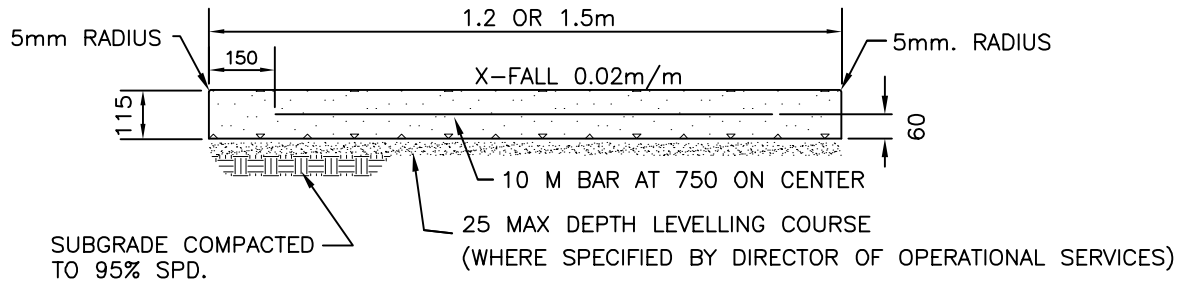 1.2 OR 1.5m
5mm RADIUS
5mm. RADIUS
150
X-FALL 0.02m/m
115
60
10 M BAR AT 750 ON CENTER
25 MAX DEPTH LEVELLING COURSE
(WHERE SPECIFIED BY DIRECTOR OF OPERATIONAL SERVICES)
SUBGRADE COMPACTED
TO 95% SPD.